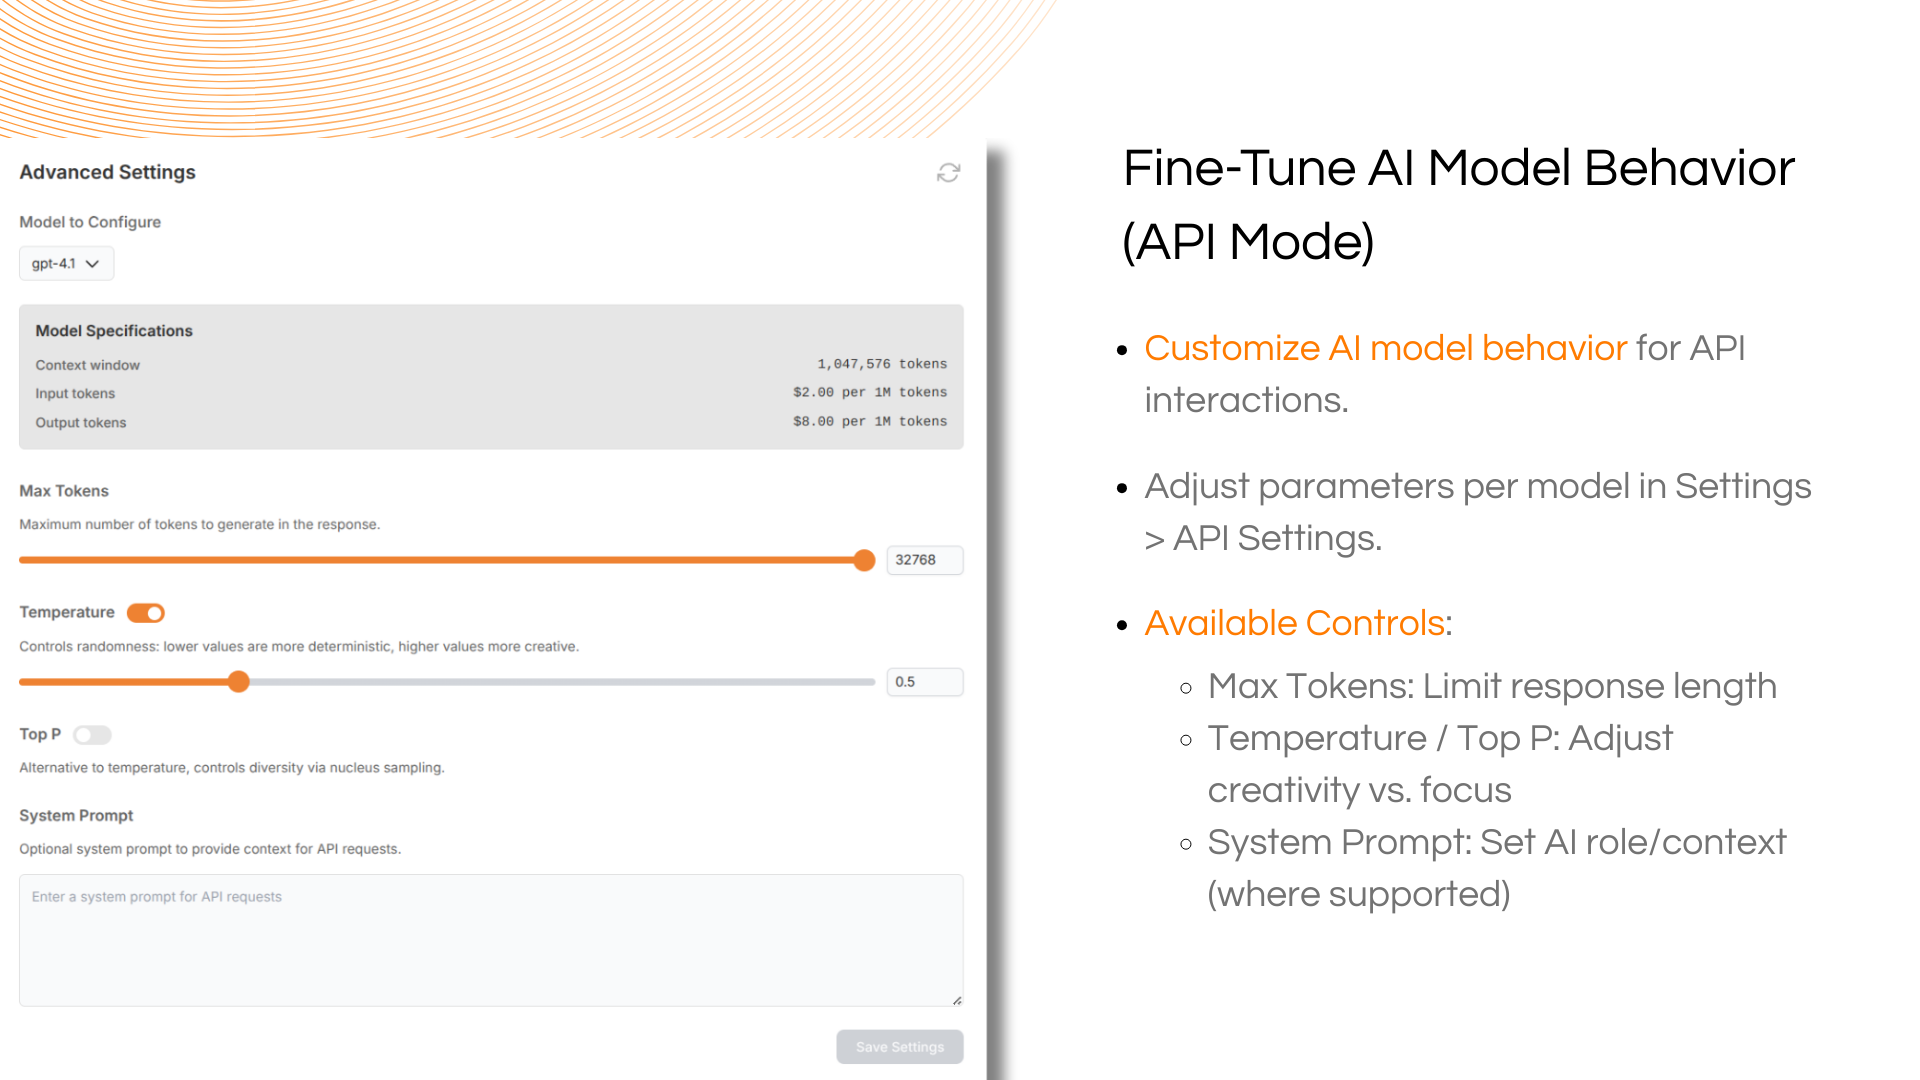 Advanced Settings
Model to Configure
gpt-4.1
Model Specifications
Context window 1,047,576 tokens
Input tokens $2.00 per 1M tokens
Output tokens $8.00 per 1M tokens
Max Tokens
Maximum number of tokens to generate in the response.
32768
Temperature
Controls randomness: lower values are more deterministic, higher values more creative.
0.5
Top P
Alternative to temperature, controls diversity via nucleus sampling.
System Prompt
Optional system prompt to provide context for API requests.
Enter a system prompt for API requests
Save Settings
Fine-Tune AI Model Behavior
(API Mode)
Customize AI model behavior for API
interactions.
Adjust parameters per model in Settings
> API Settings.
Available Controls:
Max Tokens: Limit response length
Temperature / Top P: Adjust
creativity vs. focus
System Prompt: Set AI role/context
(where supported)